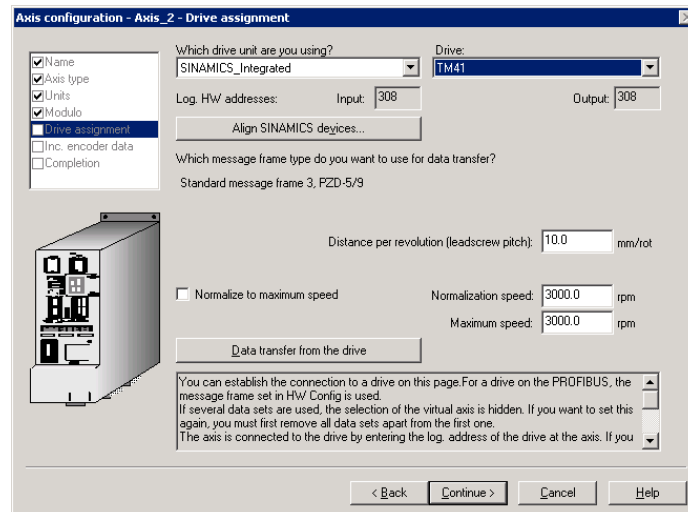 Axis configuration - Axis_2 - Drive assignment
Name
Axis type
Units
Modulo
Drive assignment
Inc. encoder data
Completion
Which drive unit are you using?
Drive:
SINAMICS_Integrated
TM41
Log. HW addresses:
Input:
308
Output:
308
Align SINAMICS devices...
Which message frame type do you want to use for data transfer?
Standard message frame 3, PZD-5/9
Distance per revolution (leadscrew pitch):
10.0
mm/rot
Normalize to maximum speed
Normalization speed:
3000.0
rpm
Maximum speed:
3000.0
rpm
Data transfer from the drive
You can establish the connection to a drive on this page.For a drive on the PROFIBUS, the
message frame set in HW Config is used.
If several data sets are used, the selection of the virtual axis is hidden. If you want to set this
again, you must first remove all data sets apart from the first one.
The axis is connected to the drive by entering the log. address of the drive at the axis. If you
< Back
Continue >
Cancel
Help